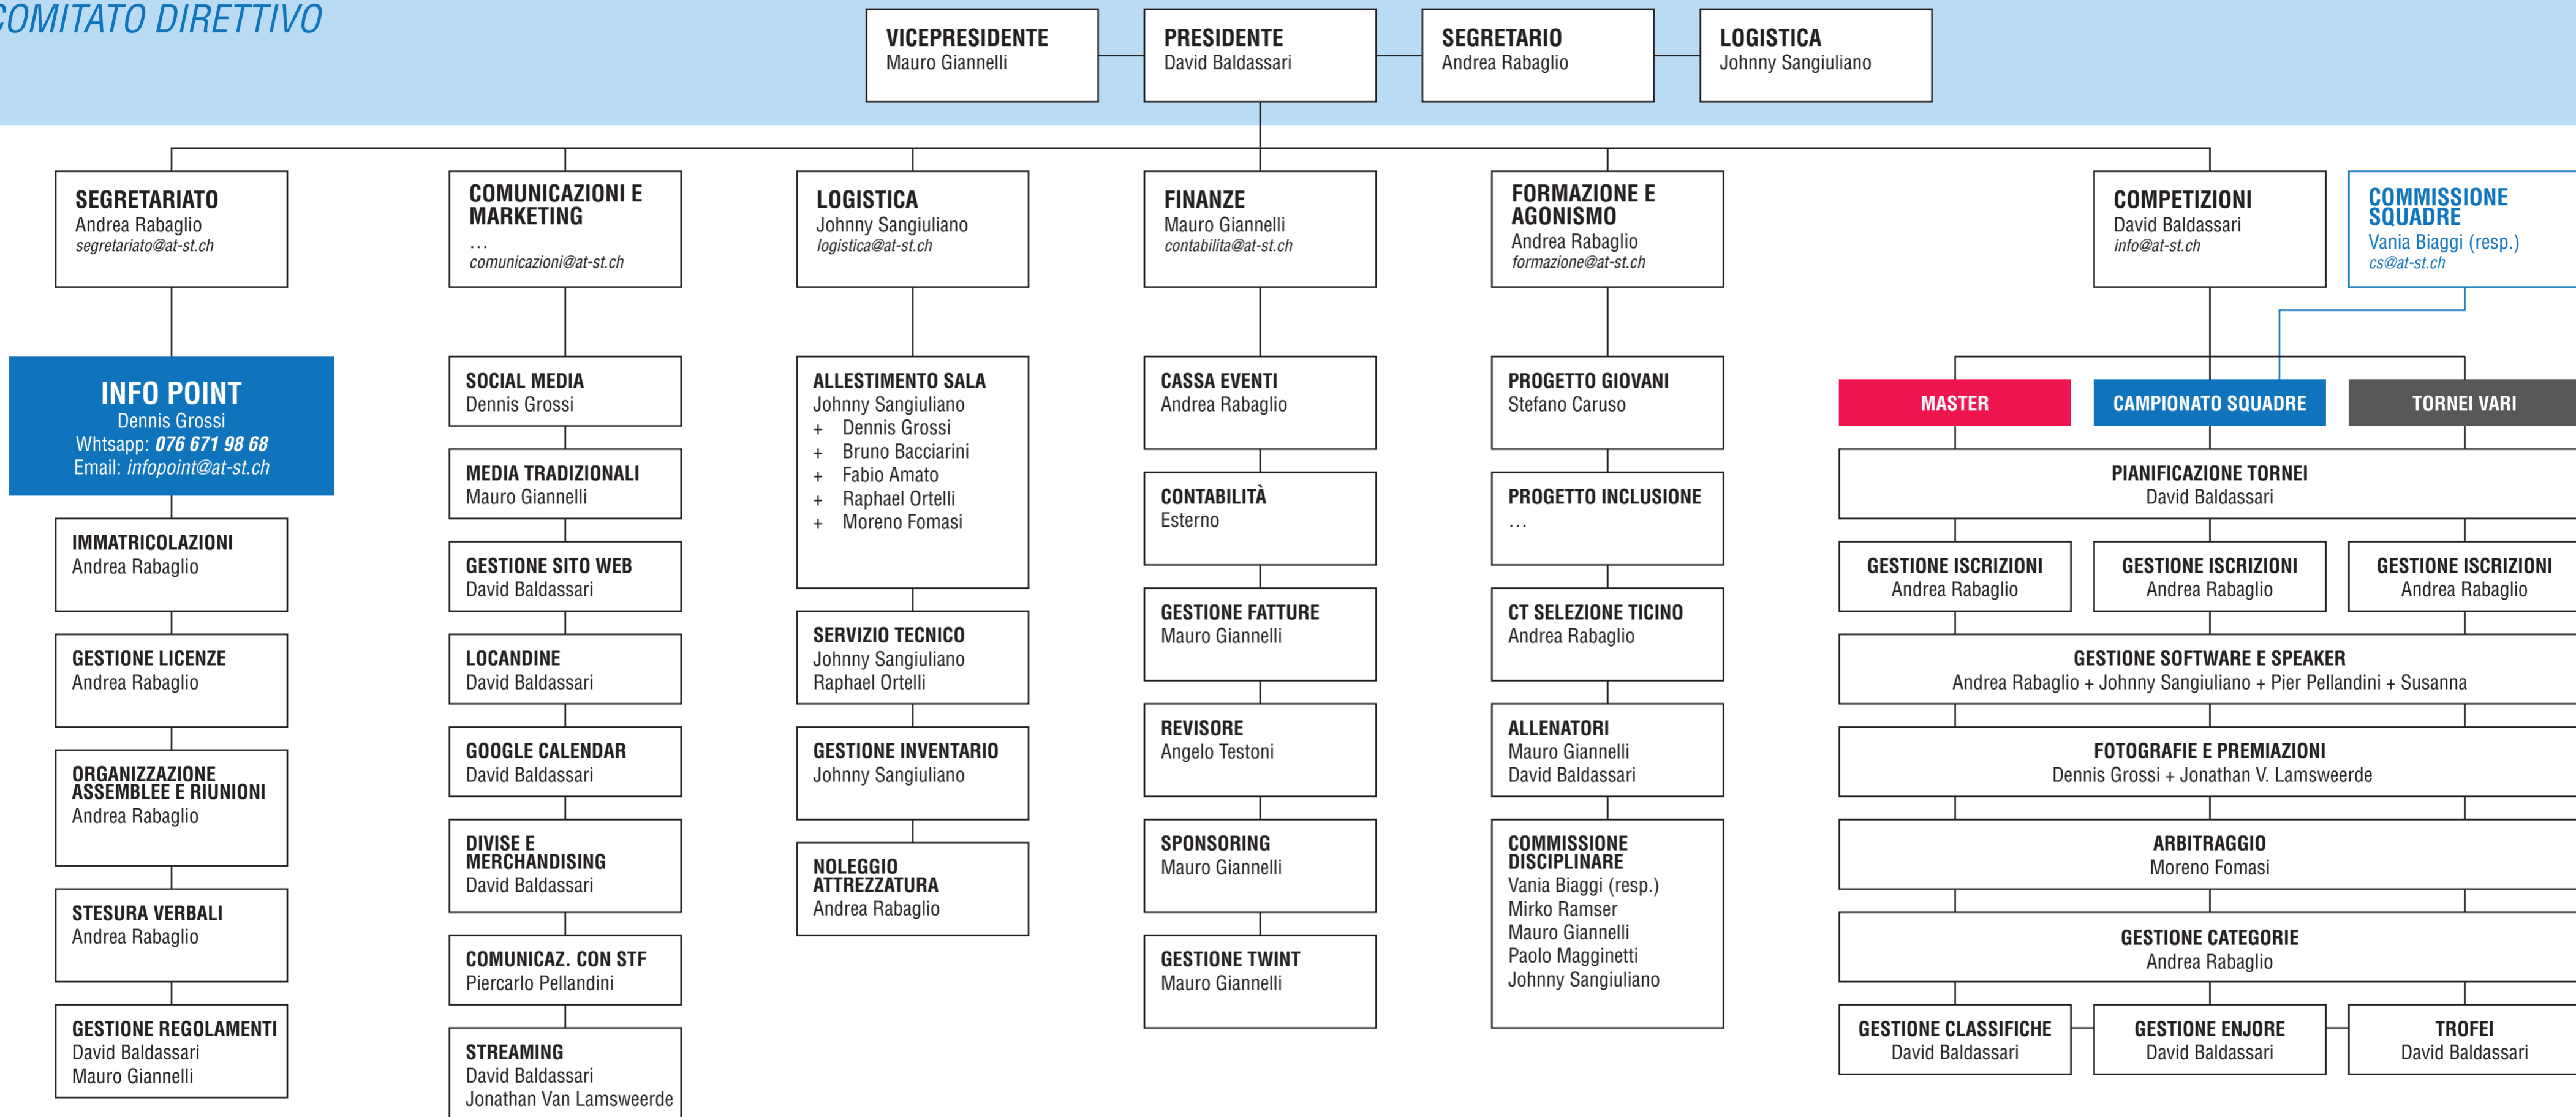 COMITATO DIRETTIVO
VICEPRESIDENTE
Mauro Giannelli
PRESIDENTE
David Baldassari
SEGRETARIO
Andrea Rabaglio
LOGISTICA
Johnny Sangiuliano
SEGRETARIATO
Andrea Rabaglio
segretariato@at-st.ch
INFO POINT
Dennis Grossi
Whtsapp: 076 671 98 68
Email: infopoint@at-st.ch
IMMATRICOLAZIONI
Andrea Rabaglio
GESTIONE LICENZE
Andrea Rabaglio
ORGANIZZAZIONE
ASSEMBLEE E RIUNIONI
Andrea Rabaglio
STESURA VERBALI
Andrea Rabaglio
GESTIONE REGOLAMENTI
David Baldassari
Mauro Giannelli
COMUNICAZIONI E
MARKETING
…
comunicazioni@at-st.ch
SOCIAL MEDIA
Dennis Grossi
MEDIA TRADIZIONALI
Mauro Giannelli
GESTIONE SITO WEB
David Baldassari
LOCANDINE
David Baldassari
GOOGLE CALENDAR
David Baldassari
DIVISE E
MERCHANDISING
David Baldassari
COMUNICAZ. CON STF
Piercarlo Pellandini
STREAMING
David Baldassari
Jonathan Van Lamsweerde
LOGISTICA
Johnny Sangiuliano
logistica@at-st.ch
ALLESTIMENTO SALA
Johnny Sangiuliano
+ Dennis Grossi
+ Bruno Bacciarini
+ Fabio Amato
+ Raphael Ortelli
+ Moreno Fomasi
SERVIZIO TECNICO
Johnny Sangiuliano
Raphael Ortelli
GESTIONE INVENTARIO
Johnny Sangiuliano
NOLEGGIO
ATTREZZATURA
Andrea Rabaglio
FINANZE
Mauro Giannelli
contabilita@at-st.ch
CASSA EVENTI
Andrea Rabaglio
CONTABILITÀ
Esterno
GESTIONE FATTURE
Mauro Giannelli
REVISORE
Angelo Testoni
SPONSORING
Mauro Giannelli
GESTIONE TWINT
Mauro Giannelli
FORMAZIONE E
AGONISMO
Andrea Rabaglio
formazione@at-st.ch
PROGETTO GIOVANI
Stefano Caruso
PROGETTO INCLUSIONE
…
CT SELEZIONE TICINO
Andrea Rabaglio
ALLENATORI
Mauro Giannelli
David Baldassari
COMMISSIONE
DISCIPLINARE
Vania Biaggi (resp.)
Mirko Ramser
Mauro Giannelli
Paolo Magginetti
Johnny Sangiuliano
COMPETIZIONI
David Baldassari
info@at-st.ch
COMMISSIONE
SQUADRE
Vania Biaggi (resp.)
cs@at-st.ch
MASTER
CAMPIONATO SQUADRE
TORNEI VARI
PIANIFICAZIONE TORNEI
David Baldassari
GESTIONE ISCRIZIONI
Andrea Rabaglio
GESTIONE ISCRIZIONI
Andrea Rabaglio
GESTIONE ISCRIZIONI
Andrea Rabaglio
GESTIONE SOFTWARE E SPEAKER
Andrea Rabaglio + Johnny Sangiuliano + Pier Pellandini + Susanna
FOTOGRAFIE E PREMIAZIONI
Dennis Grossi + Jonathan V. Lamsweerde
ARBITRAGGIO
Moreno Fomasi
GESTIONE CATEGORIE
Andrea Rabaglio
GESTIONE CLASSIFICHE
David Baldassari
GESTIONE ENJORE
David Baldassari
TROFEI
David Baldassari